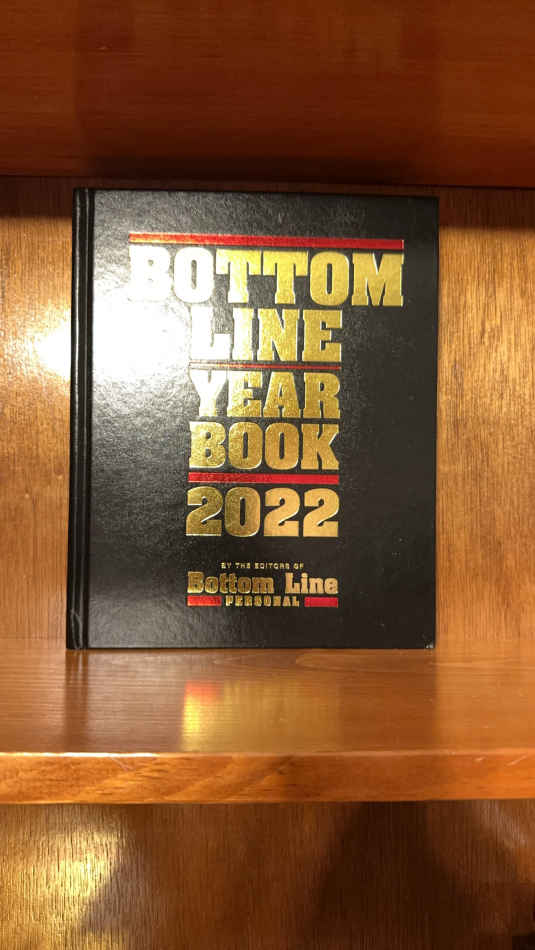 BOTTOM
LINE
YEAR
BOOK
2022
BY THE EDITORS OF
Bottom Line
PERSONAL